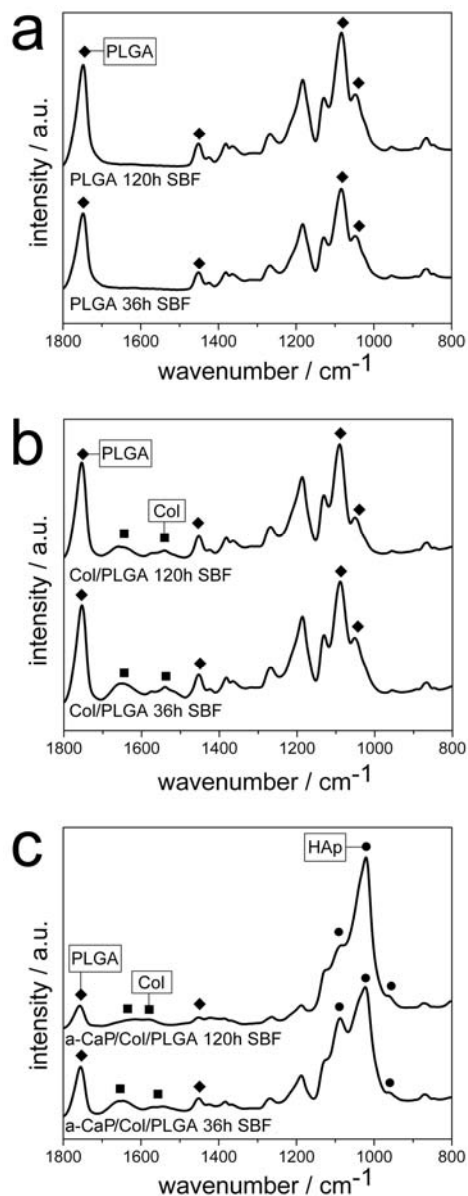 a
PLGA
PLGA 120h SBF
PLGA 36h SBF
intensity / a.u.
1800 1600 1400 1200 1000 800
wavenumber / cm-1
b
PLGA
Col
Col/PLGA 120h SBF
Col/PLGA 36h SBF
intensity / a.u.
1800 1600 1400 1200 1000 800
wavenumber / cm-1
c
HAp
PLGA
Col
a-CaP/Col/PLGA 120h SBF
a-CaP/Col/PLGA 36h SBF
intensity / a.u.
1800 1600 1400 1200 1000 800
wavenumber / cm-1